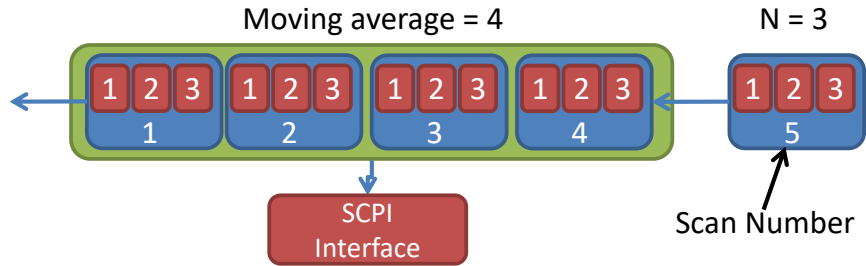 Moving average = 4
N = 3
1 2 3 1 2 3 1 2 3 1 2 3 1 2 3
1 2 3 4 5
SCPI
Interface
Scan Number